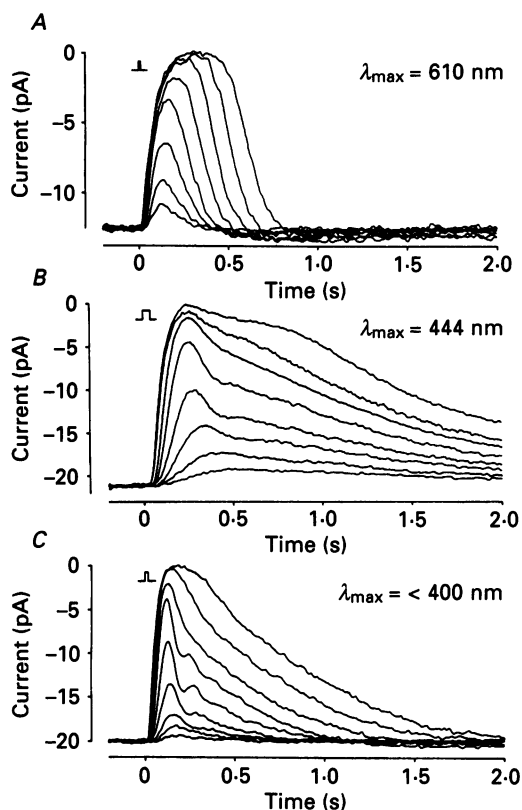 A
λmax = 610 nm
Current (pA)
0
−5
−10
0
0·5
1·0
1·5
2·0
Time (s)
B
λmax = 444 nm
Current (pA)
0
−5
−10
−15
−20
0
0·5
1·0
1·5
2·0
Time (s)
C
λmax = < 400 nm
Current (pA)
0
−5
−10
−15
−20
0
0·5
1·0
1·5
2·0
Time (s)